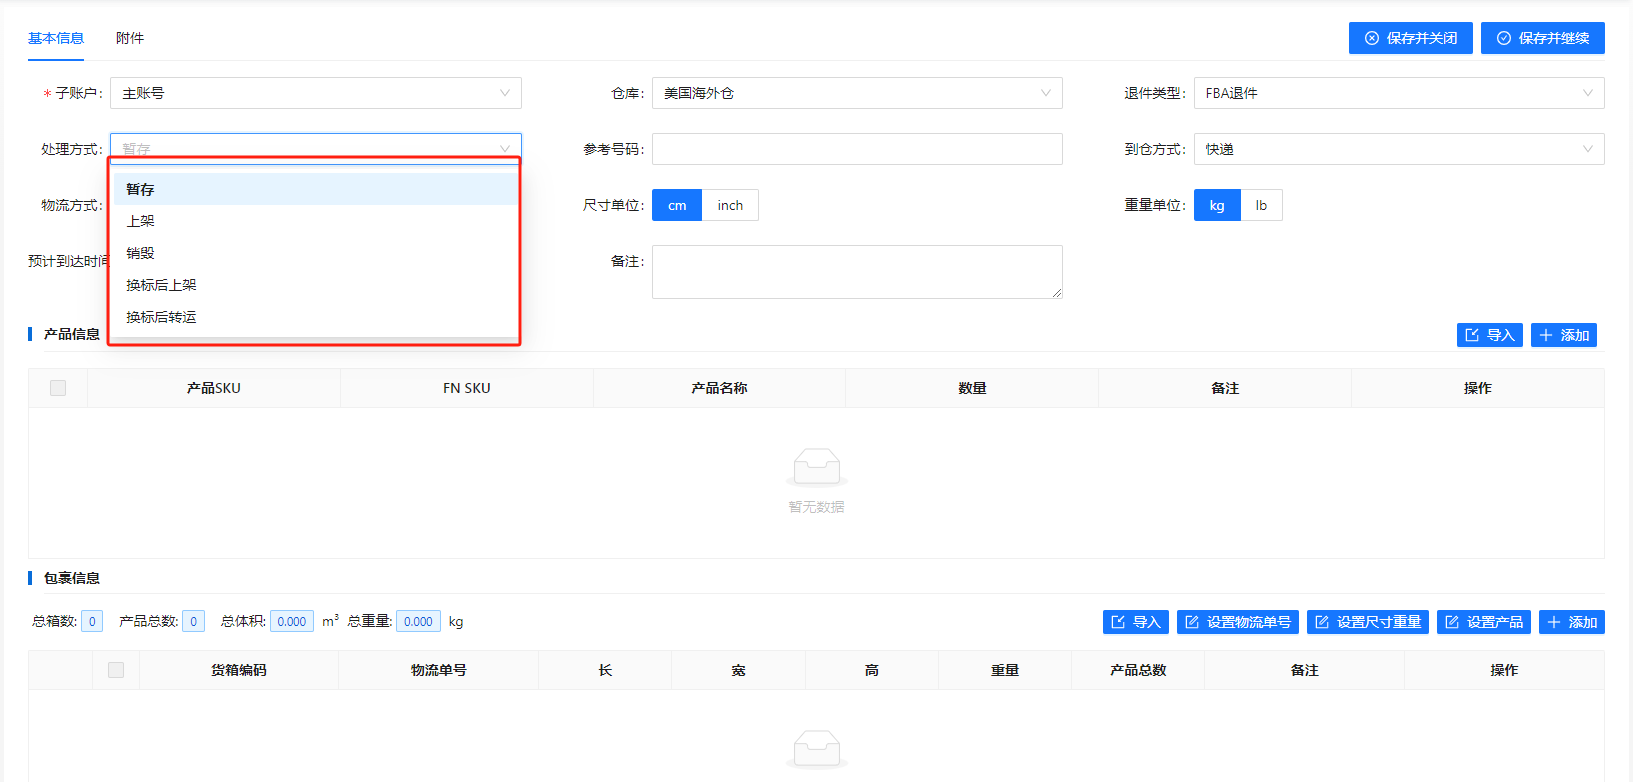 基本信息 附件 保存并关闭 保存并继续
* 子账户: 主账号 仓库: 美国海外仓 退件类型: FBA退件
处理方式: 暂存 参考号码: 到仓方式: 快递
暂存
物流方式: 尺寸单位: cm inch 重量单位: kg lb
上架
销毁
预计到达时间 备注:
换标后上架
换标后转运
产品信息 导入 添加
产品SKU FN SKU 产品名称 数量 备注 操作
暂无数据
包裹信息
总箱数: 0 产品总数: 0 总体积: 0.000 m³ 总重量: 0.000 kg 导入 设置物流单号 设置尺寸重量 设置产品 添加
货箱编码 物流单号 长 宽 高 重量 产品总数 备注 操作